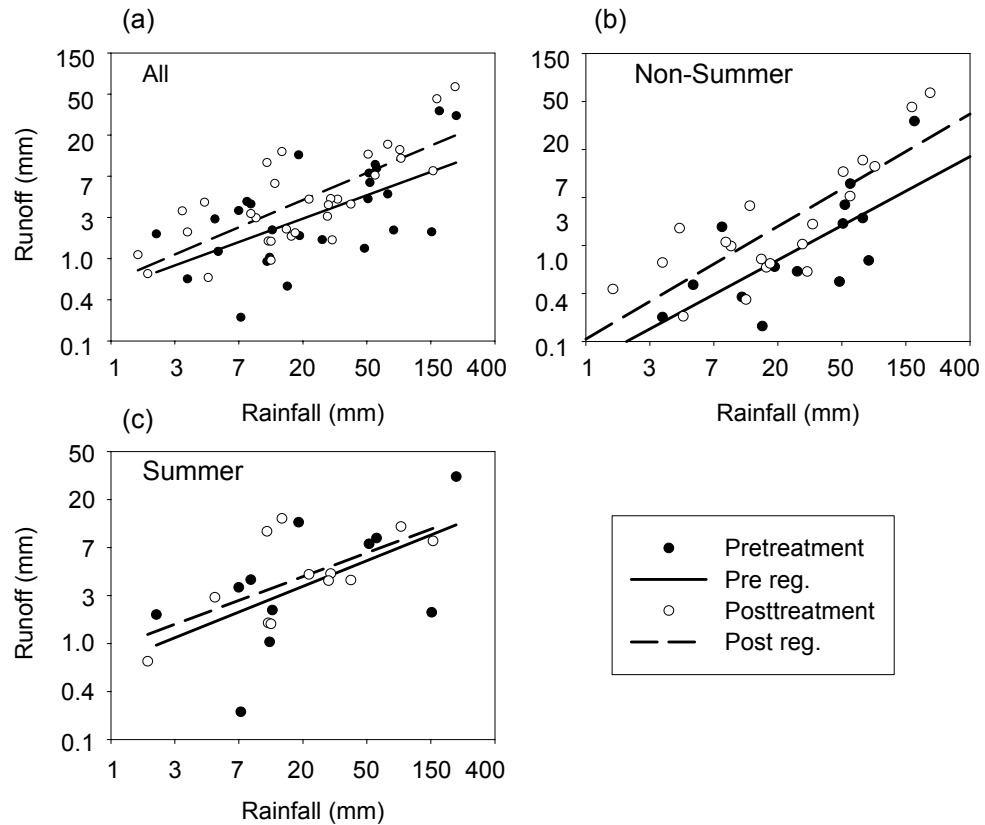 (a)
All
150
50
20
7
3
1.0
0.4
0.1
Runoff (mm)
1 3 7 20 50 150 400
Rainfall (mm)
(b)
Non-Summer
150
50
20
7
3
1.0
0.4
0.1
1 3 7 20 50 150 400
Rainfall (mm)
(c)
Summer
50
20
7
3
1.0
0.4
0.1
Runoff (mm)
1 3 7 20 50 150 400
Rainfall (mm)
Pretreatment
Pre reg.
Posttreatment
Post reg.